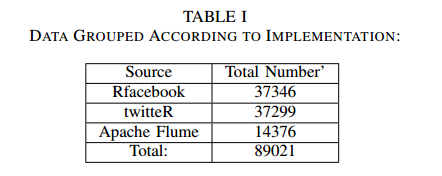 TABLE I
DATA GROUPED ACCORDING TO IMPLEMENTATION:
Source Total Number’
Rfacebook 37346
twitteR 37299
Apache Flume 14376
Total: 89021